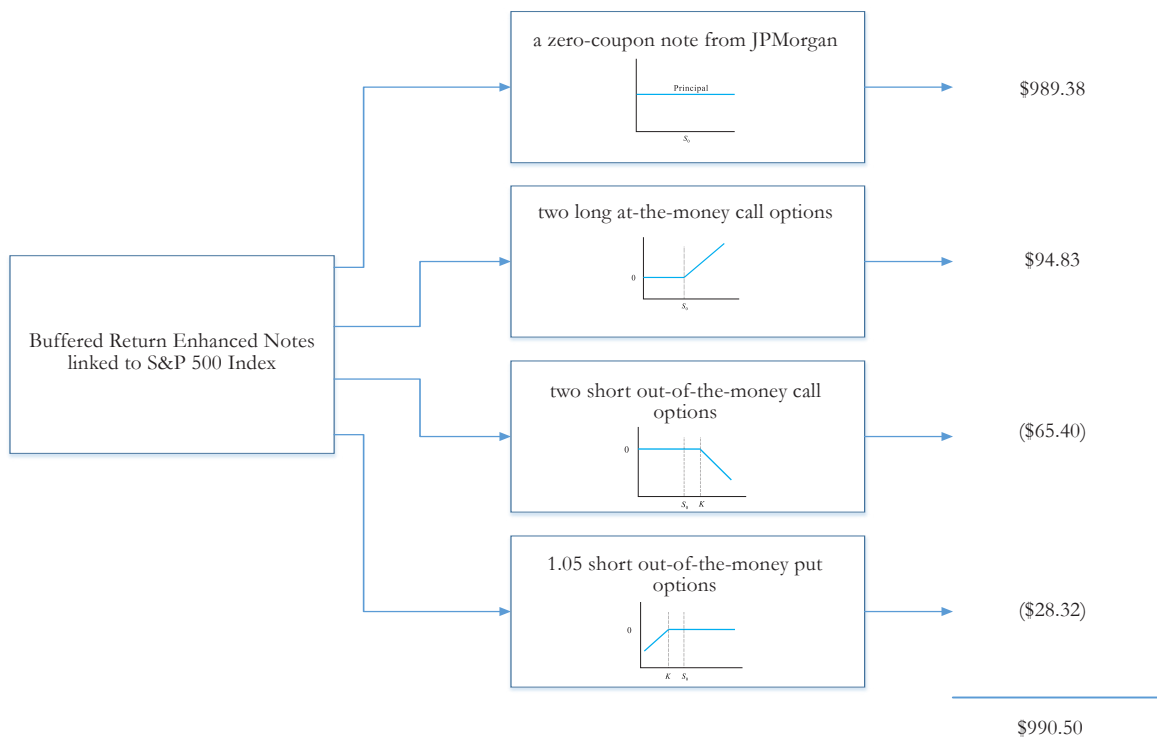 a zero-coupon note from JPMorgan
Principal
S₀
$989.38
two long at-the-money call options
0
S₀
$94.83
Buffered Return Enhanced Notes
linked to S&P 500 Index
two short out-of-the-money call
options
0
S₀ K
($65.40)
1.05 short out-of-the-money put
options
0
K S₀
($28.32)
$990.50